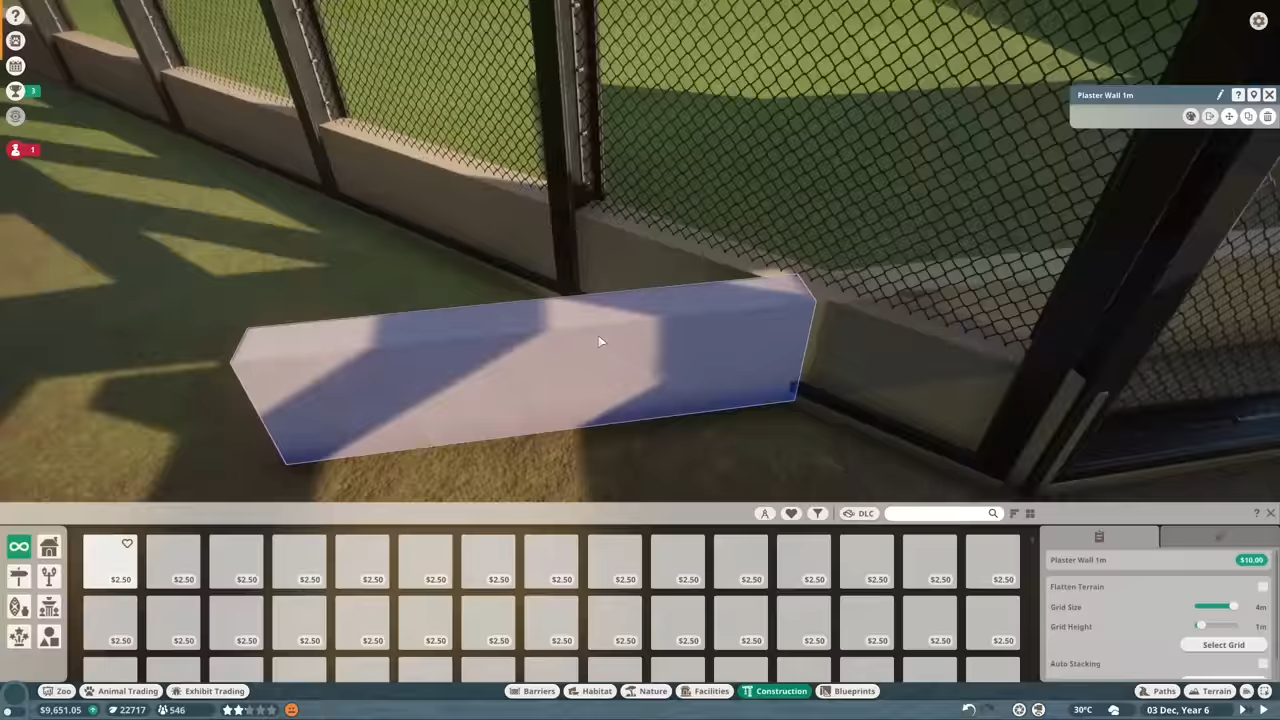 ?
3
1
Plaster Wall 1m
?
DLC
?
$2.50 $2.50 $2.50 $2.50 $2.50 $2.50 $2.50 $2.50 $2.50 $2.50 $2.50 $2.50 $2.50 $2.50 $2.50
$2.50 $2.50 $2.50 $2.50 $2.50 $2.50 $2.50 $2.50 $2.50 $2.50 $2.50 $2.50 $2.50 $2.50 $2.50
Plaster Wall 1m $10.00
Flatten Terrain
Grid Size 4m
Grid Height 1m
Select Grid
Auto Stacking
Zoo Animal Trading Exhibit Trading Barriers Habitat Nature Facilities Construction Blueprints Paths Terrain
$9,651.05 22717 546 30°C 03 Dec, Year 6